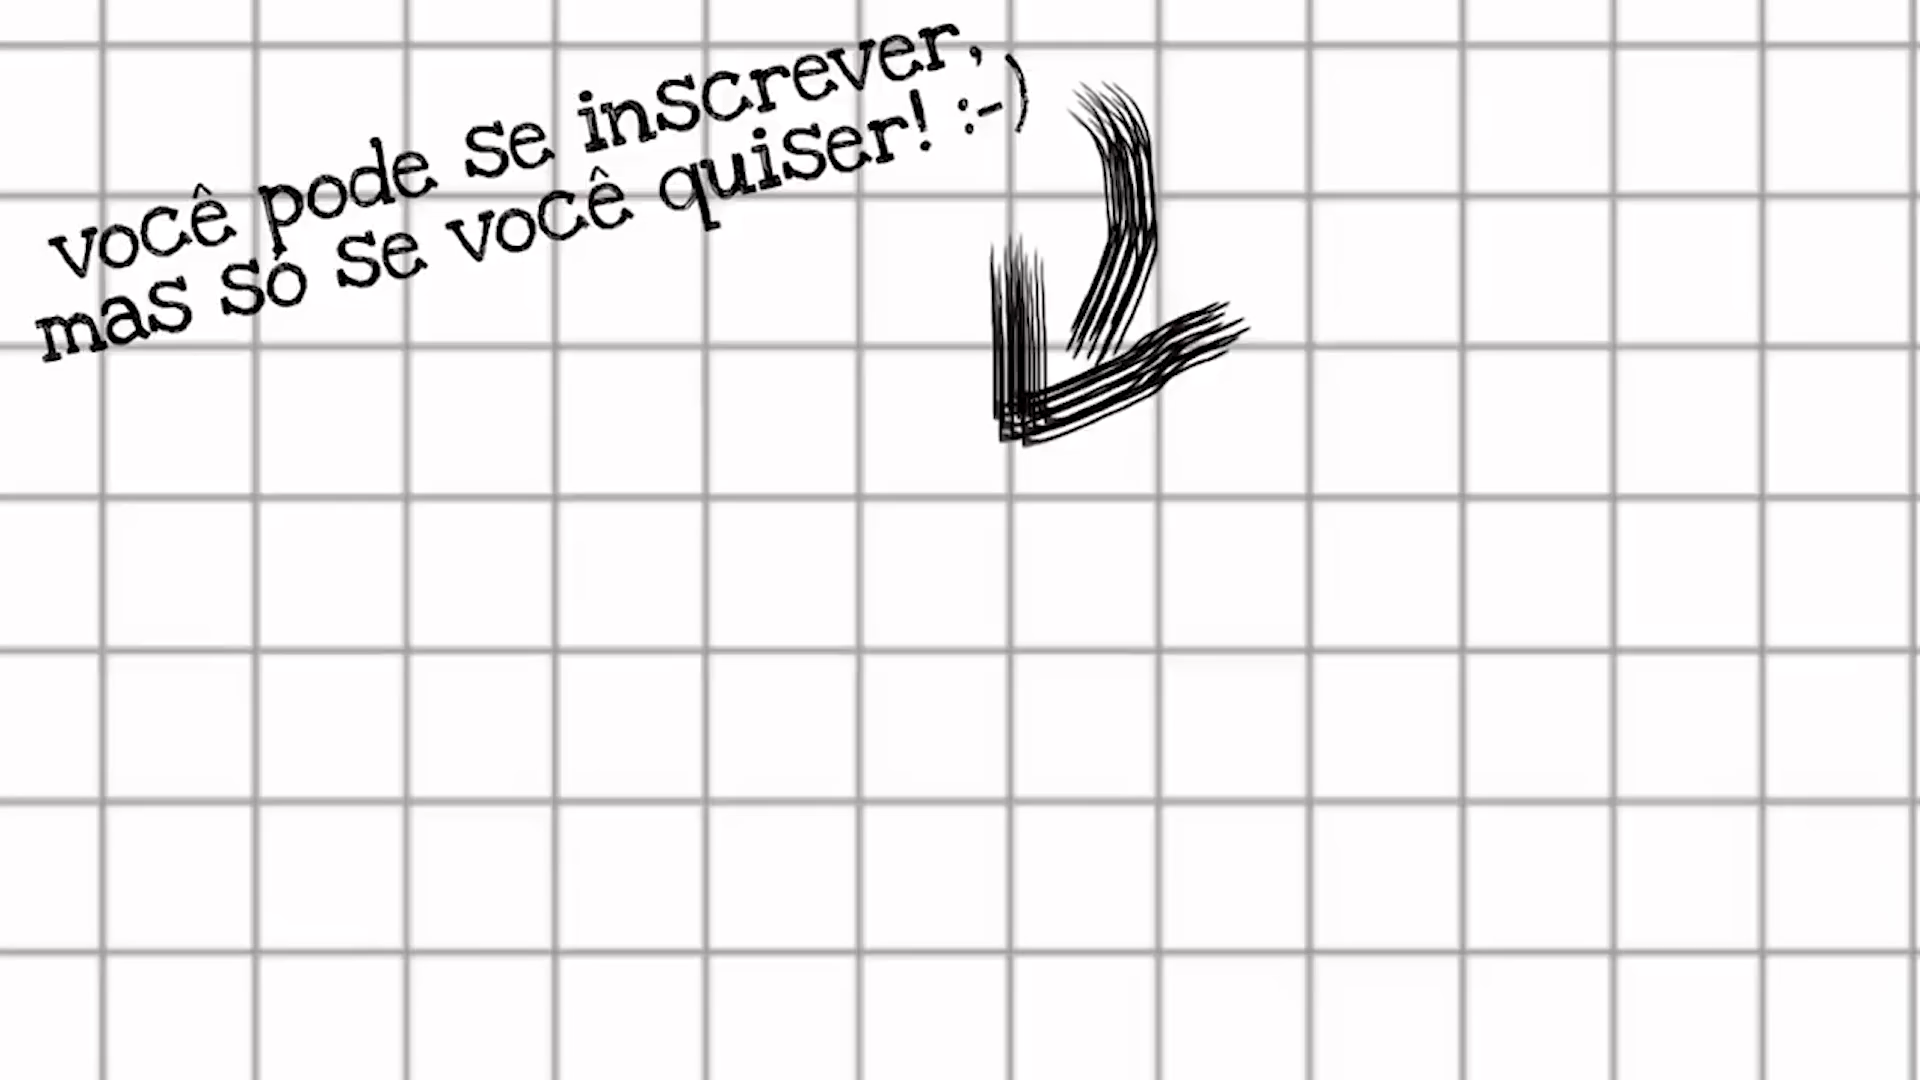 você pode se inscrever,
mas só se você quiser! :-)